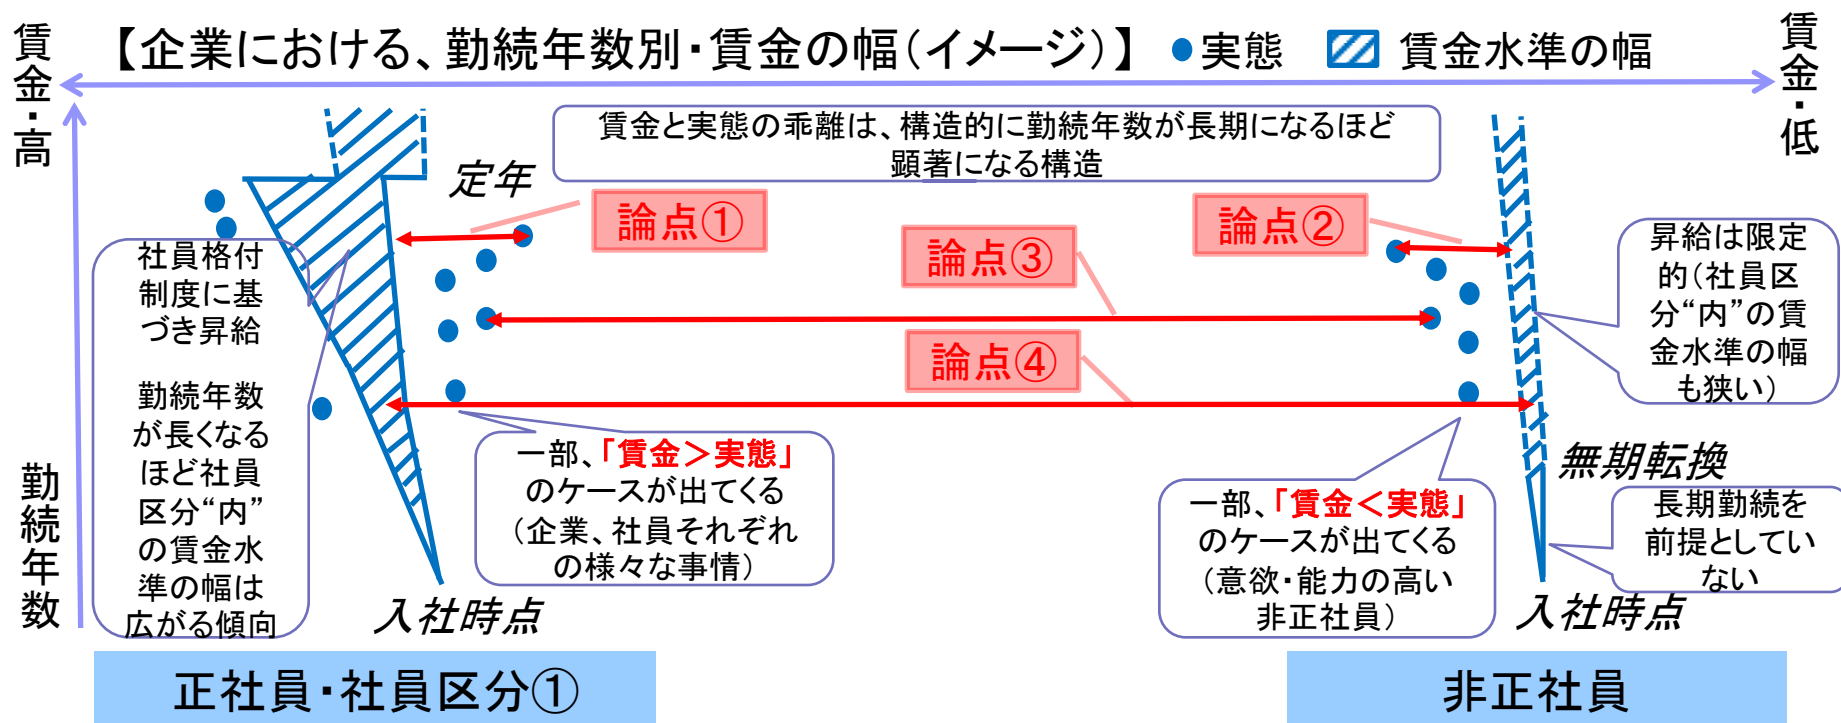 【企業における、勤続年数別・賃金の幅（イメージ）】
●実態
賃金水準の幅
賃金・高
賃金・低
賃金と実態の乖離は、構造的に勤続年数が長期になるほど
顕著になる構造
定年
論点①
論点②
論点③
論点④
社員格付
制度に基
づき昇給
勤続年数
が長くなる
ほど社員
区分“内”
の賃金水
準の幅は
広がる傾向
昇給は限定
的（社員区
分“内”の賃
金水準の幅
も狭い）
一部、「賃金＞実態」
のケースが出てくる
（企業、社員それぞれ
の様々な事情）
一部、「賃金＜実態」
のケースが出てくる
（意欲・能力の高い
非正社員）
無期転換
長期勤続を
前提としてい
ない
勤続年数
入社時点
入社時点
正社員・社員区分①
非正社員